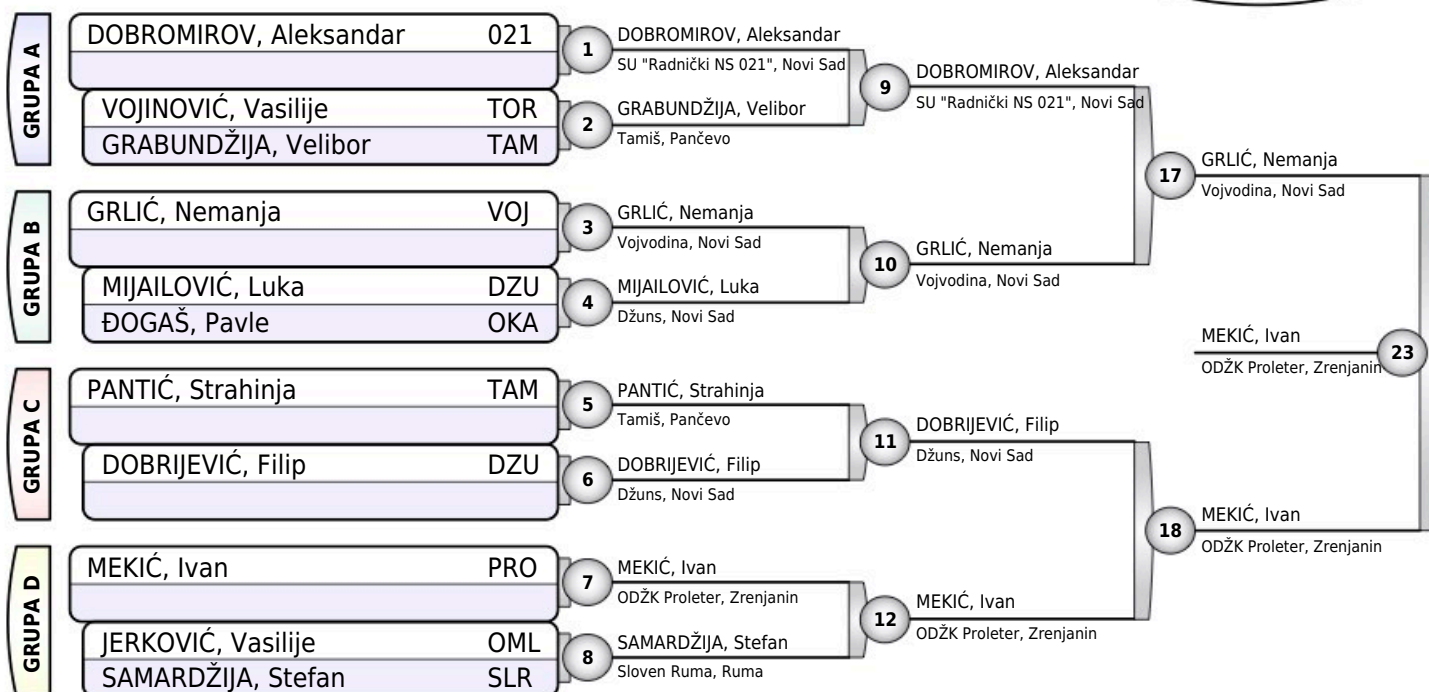 GRUPA A
DOBROMIROV, Aleksandar 021
VOJINOVIĆ, Vasilije TOR
GRABUNDŽIJA, Velibor TAM
GRUPA B
GRLIĆ, Nemanja VOJ
MIJAILOVIĆ, Luka DZU
ĐOGAŠ, Pavle OKA
GRUPA C
PANTIĆ, Strahinja TAM
DOBRIJEVIĆ, Filip DZU
GRUPA D
MEKIĆ, Ivan PRO
JERKOVIĆ, Vasilije OML
SAMARDŽIJA, Stefan SLR
1
DOBROMIROV, Aleksandar
SU "Radnički NS 021", Novi Sad
2
GRABUNDŽIJA, Velibor
Tamiš, Pančevo
3
GRLIĆ, Nemanja
Vojvodina, Novi Sad
4
MIJAILOVIĆ, Luka
Džuns, Novi Sad
5
PANTIĆ, Strahinja
Tamiš, Pančevo
6
DOBRIJEVIĆ, Filip
Džuns, Novi Sad
7
MEKIĆ, Ivan
ODŽK Proleter, Zrenjanin
8
SAMARDŽIJA, Stefan
Sloven Ruma, Ruma
9
DOBROMIROV, Aleksandar
SU "Radnički NS 021", Novi Sad
10
GRLIĆ, Nemanja
Vojvodina, Novi Sad
11
DOBRIJEVIĆ, Filip
Džuns, Novi Sad
12
MEKIĆ, Ivan
ODŽK Proleter, Zrenjanin
17
GRLIĆ, Nemanja
Vojvodina, Novi Sad
18
MEKIĆ, Ivan
ODŽK Proleter, Zrenjanin
MEKIĆ, Ivan
ODŽK Proleter, Zrenjanin
23